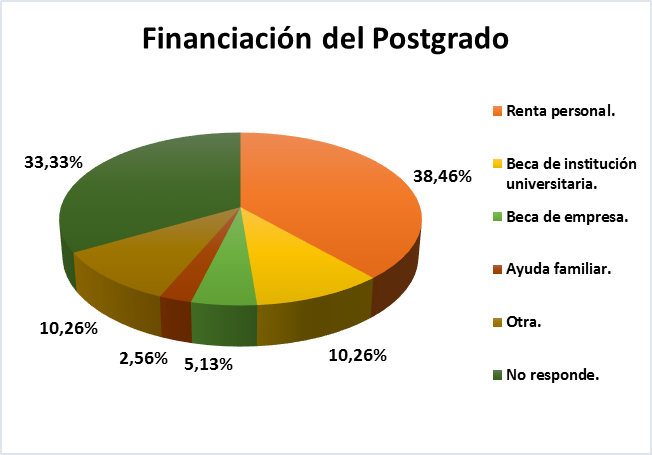 Financiación del Postgrado
33,33%
38,46%
10,26%
2,56%
5,13%
10,26%
Renta personal.
Beca de institución
universitaria.
Beca de empresa.
Ayuda familiar.
Otra.
No responde.